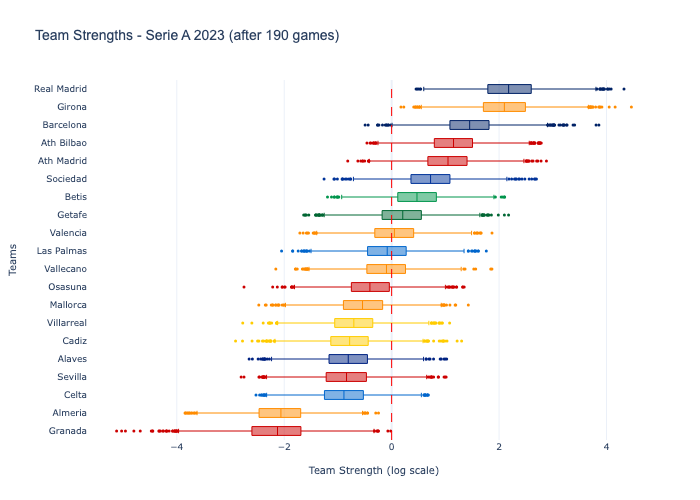 Team Strengths - Serie A 2023 (after 190 games)
Real Madrid
Girona
Barcelona
Ath Bilbao
Ath Madrid
Sociedad
Betis
Getafe
Valencia
Las Palmas
Vallecano
Osasuna
Mallorca
Villarreal
Cadiz
Alaves
Sevilla
Celta
Almeria
Granada
Teams
−4 −2 0 2 4
Team Strength (log scale)